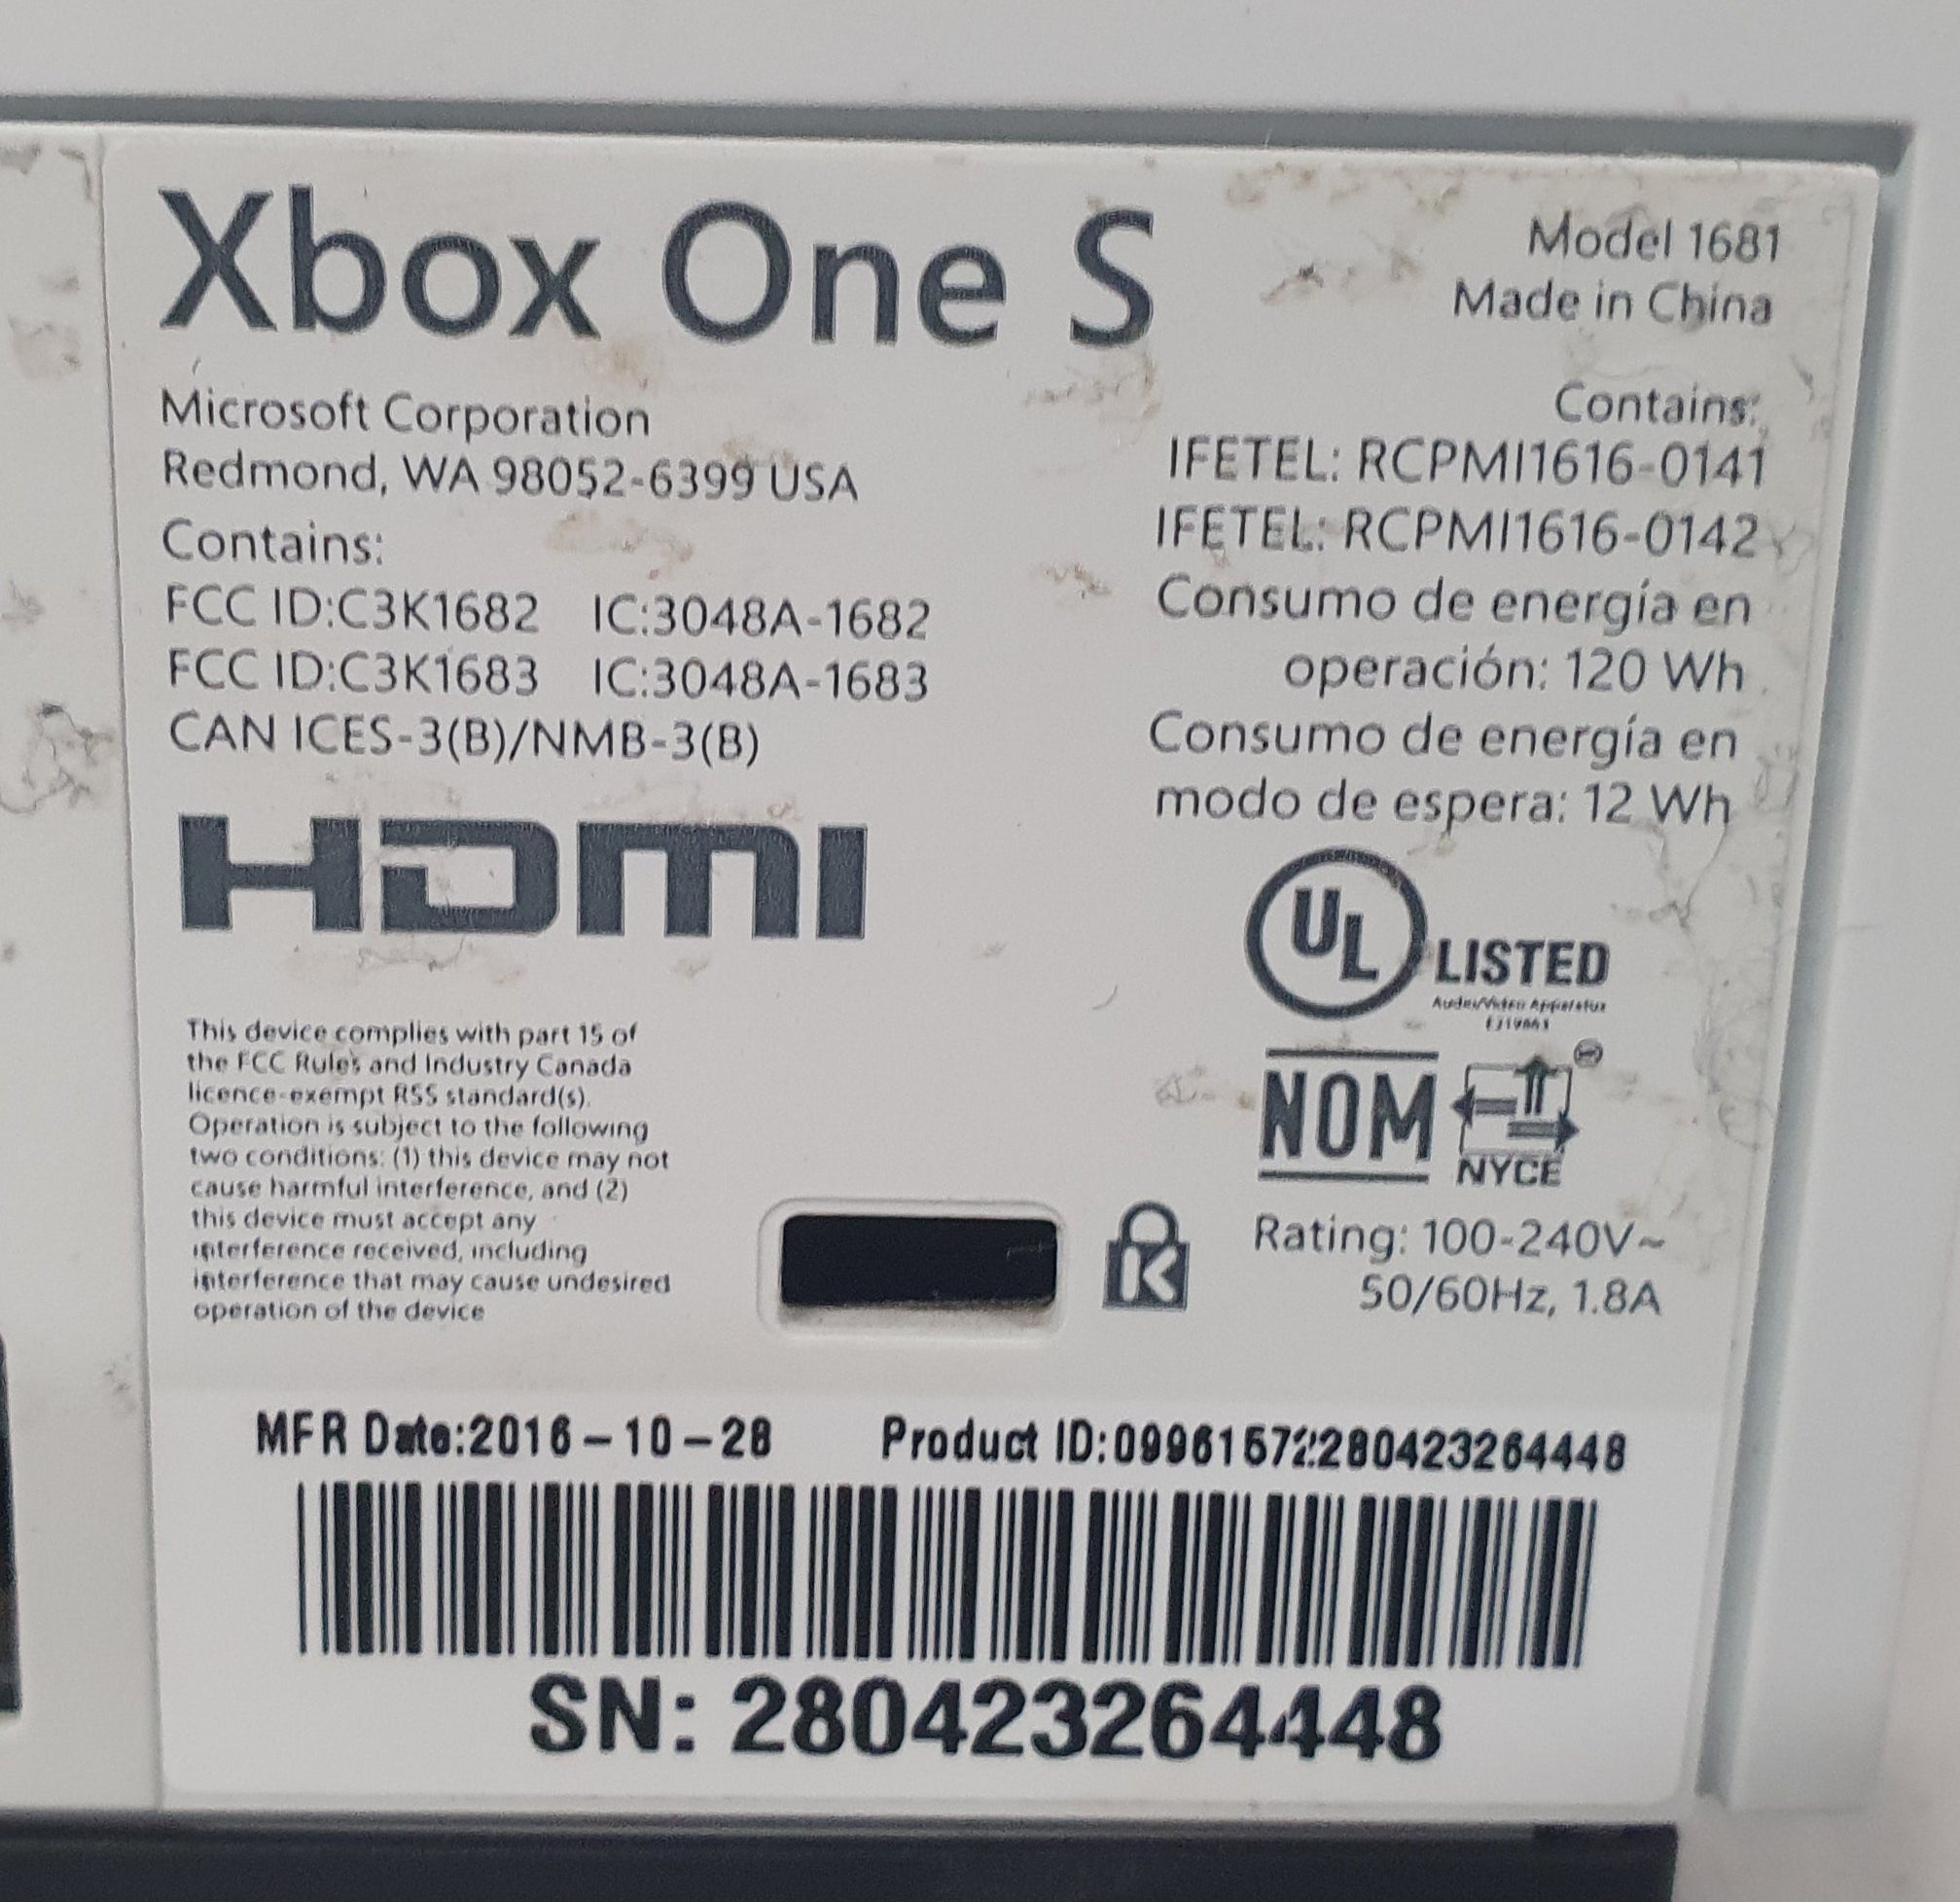 Xbox One S
Model 1681
Made in China
Microsoft Corporation
Redmond, WA 98052-6399 USA
Contains:
FCC ID:C3K1682 IC:3048A-1682
FCC ID:C3K1683 IC:3048A-1683
CAN ICES-3(B)/NMB-3(B)
Contains:
IFETEL: RCPMI1616-0141
IFETEL: RCPMI1616-0142
Consumo de energía en
operación: 120 Wh
Consumo de energía en
modo de espera: 12 Wh
HDMI
UL LISTED
Audio/Video Apparatus
This device complies with part 15 of
the FCC Rules and Industry Canada
licence-exempt RSS standard(s).
Operation is subject to the following
two conditions: (1) this device may not
cause harmful interference, and (2)
this device must accept any
interference received, including
interference that may cause undesired
operation of the device
NOM
NYCE
K
Rating: 100-240V~
50/60Hz, 1.8A
MFR Date:2016-10-28 Product ID:09961672280423264448
SN: 280423264448